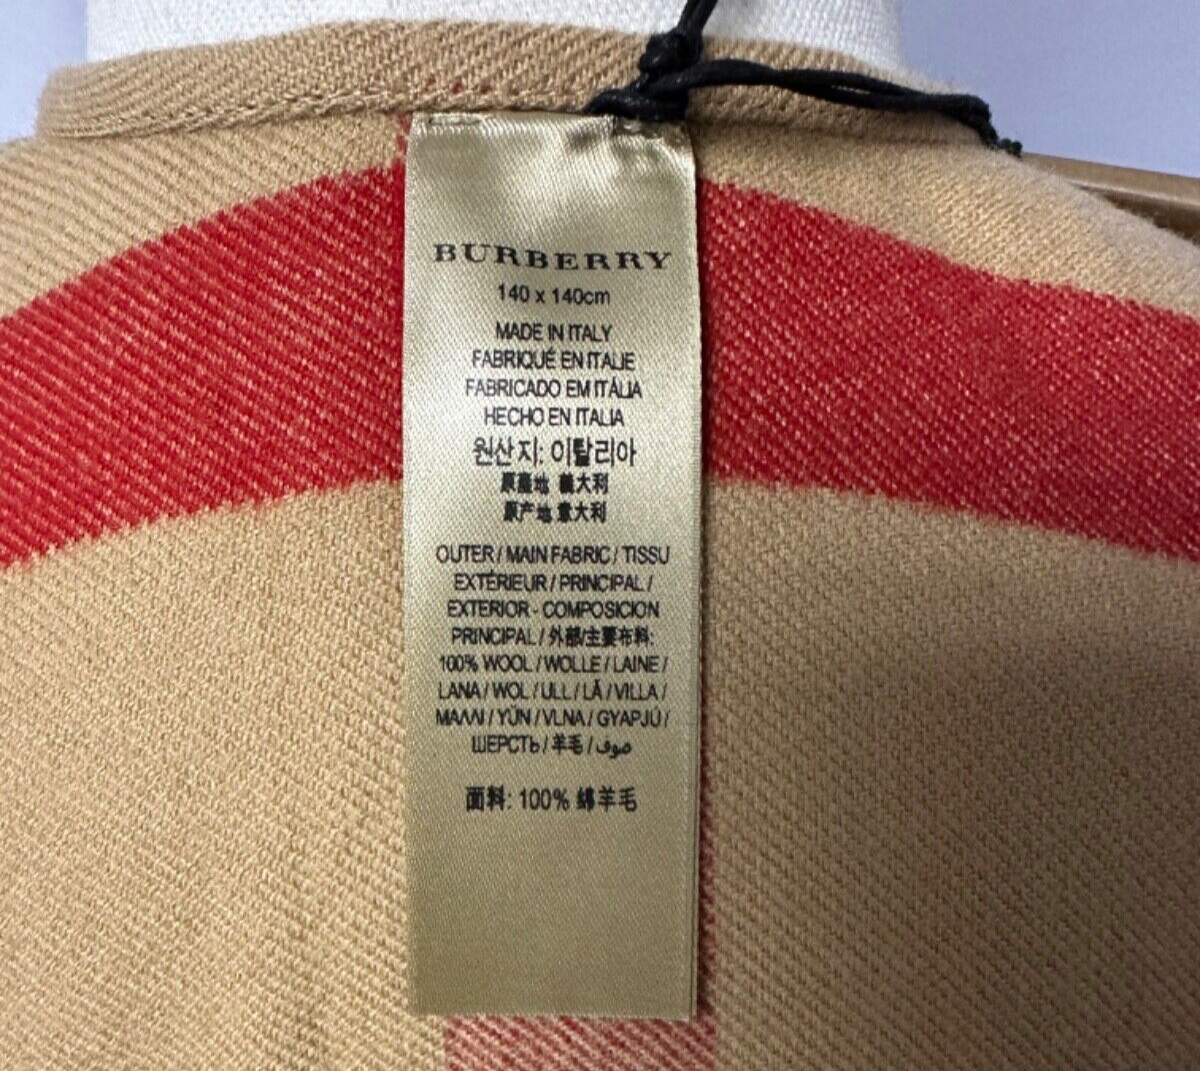 BURBERRY
140 x 140cm
MADE IN ITALY
FABRIQUÉ EN ITALIE
FABRICADO EM ITÁLIA
HECHO EN ITALIA
원산지: 이탈리아
原產地 義大利
原产地 意大利
OUTER / MAIN FABRIC / TISSU
EXTÉRIEUR / PRINCIPAL /
EXTERIOR - COMPOSICION
PRINCIPAL / 外部/主要布料:
100% WOOL / WOLLE / LAINE /
LANA / WOL / ULL / LÃ / VILLA /
ΜΑΛΛΙ / YÜN / VLNA / GYAPJÚ /
ШЕРСТЬ / 羊毛 / صوف
面料: 100% 绵羊毛